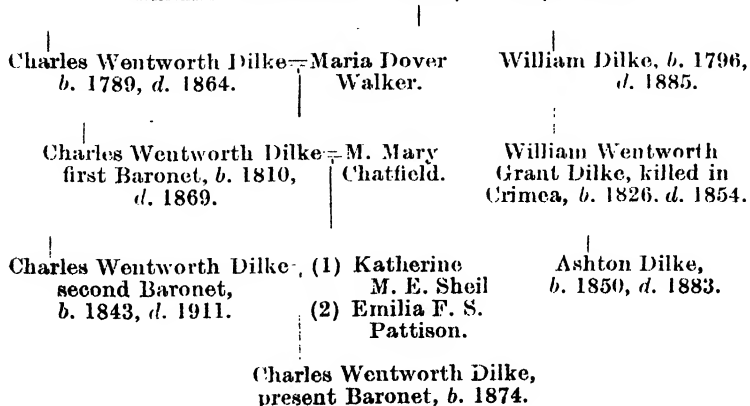 Charles Wentworth Dilke = Maria Dover
b. 1789, d. 1864. Walker.
William Dilke, b. 1796,
d. 1885.
Charles Wentworth Dilke = M. Mary
first Baronet, b. 1810, Chatfield.
d. 1869.
William Wentworth
Grant Dilke, killed in
Crimea, b. 1826. d. 1854.
Charles Wentworth Dilke
second Baronet,
b. 1843, d. 1911.
(1) Katherine
M. E. Sheil
(2) Emilia F. S.
Pattison.
Ashton Dilke,
b. 1850, d. 1883.
Charles Wentworth Dilke,
present Baronet, b. 1874.